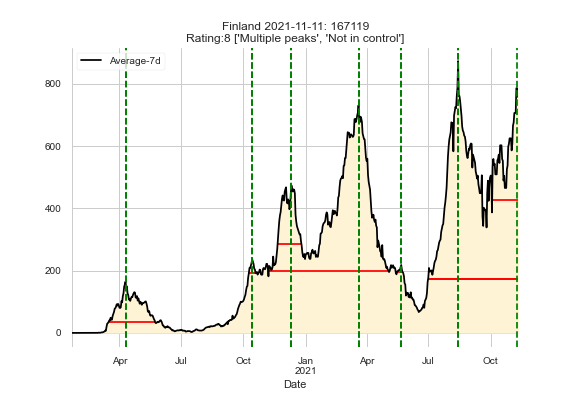 Finland 2021-11-11: 167119
Rating:8 ['Multiple peaks', 'Not in control']
Average-7d
800
600
400
200
0
Apr Jul Oct Jan Apr Jul Oct
2021
Date